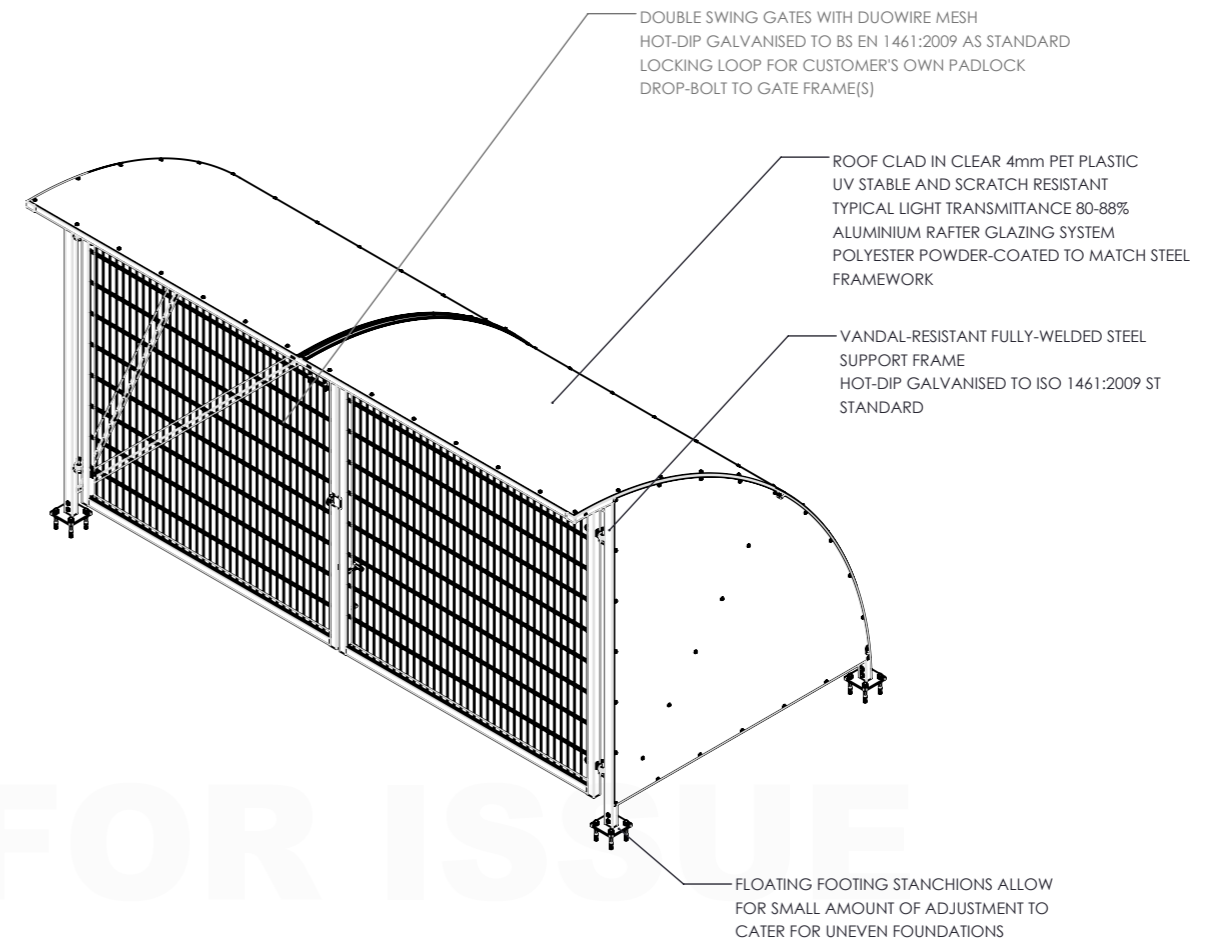 DOUBLE SWING GATES WITH DUOWIRE MESH
HOT-DIP GALVANISED TO BS EN 1461:2009 AS STANDARD
LOCKING LOOP FOR CUSTOMER'S OWN PADLOCK
DROP-BOLT TO GATE FRAME(S)
ROOF CLAD IN CLEAR 4mm PET PLASTIC
UV STABLE AND SCRATCH RESISTANT
TYPICAL LIGHT TRANSMITTANCE 80-88%
ALUMINIUM RAFTER GLAZING SYSTEM
POLYESTER POWDER-COATED TO MATCH STEEL
FRAMEWORK
VANDAL-RESISTANT FULLY-WELDED STEEL
SUPPORT FRAME
HOT-DIP GALVANISED TO ISO 1461:2009 ST
STANDARD
FOR ISSUE
FLOATING FOOTING STANCHIONS ALLOW
FOR SMALL AMOUNT OF ADJUSTMENT TO
CATER FOR UNEVEN FOUNDATIONS